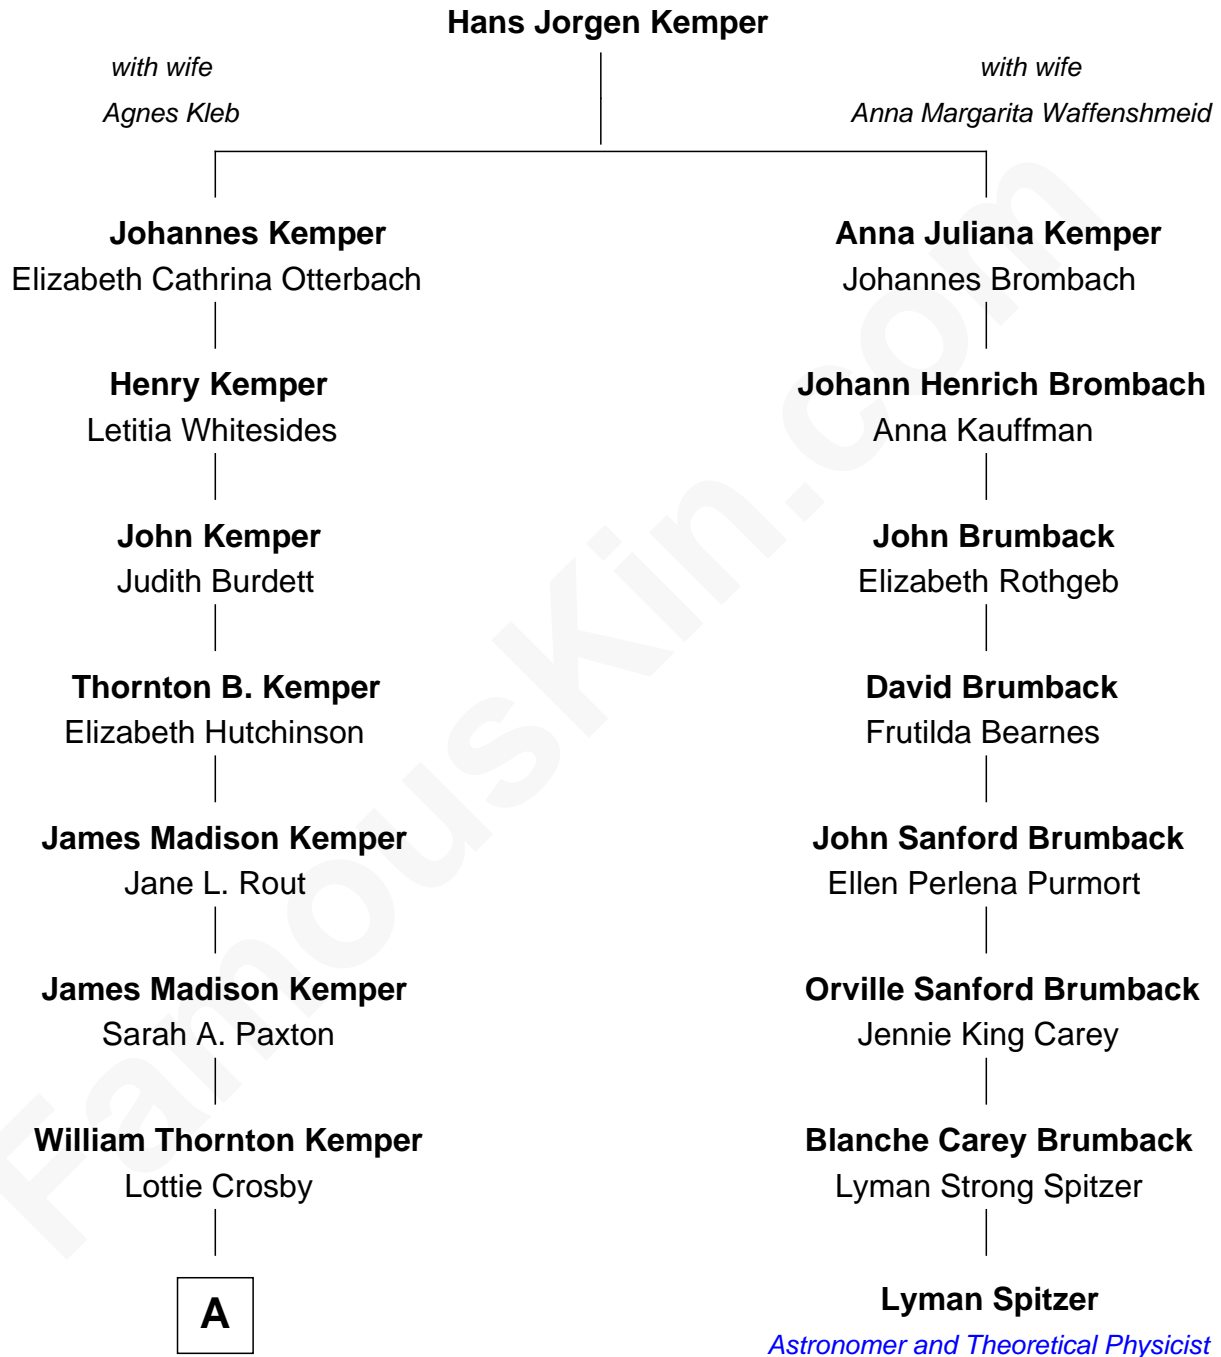 Hans Jorgen Kemper
with wife
Agnes Kleb
with wife
Anna Margarita Waffenshmeid
Johannes Kemper
Elizabeth Cathrina Otterbach
Anna Juliana Kemper
Johannes Brombach
Henry Kemper
Letitia Whitesides
Johann Henrich Brombach
Anna Kauffman
John Kemper
Judith Burdett
John Brumback
Elizabeth Rothgeb
Thornton B. Kemper
Elizabeth Hutchinson
David Brumback
Frutilda Bearnes
James Madison Kemper
Jane L. Rout
John Sanford Brumback
Ellen Perlena Purmort
James Madison Kemper
Sarah A. Paxton
Orville Sanford Brumback
Jennie King Carey
William Thornton Kemper
Lottie Crosby
Blanche Carey Brumback
Lyman Strong Spitzer
A
Lyman Spitzer
Astronomer and Theoretical Physicist
FamousKin.com